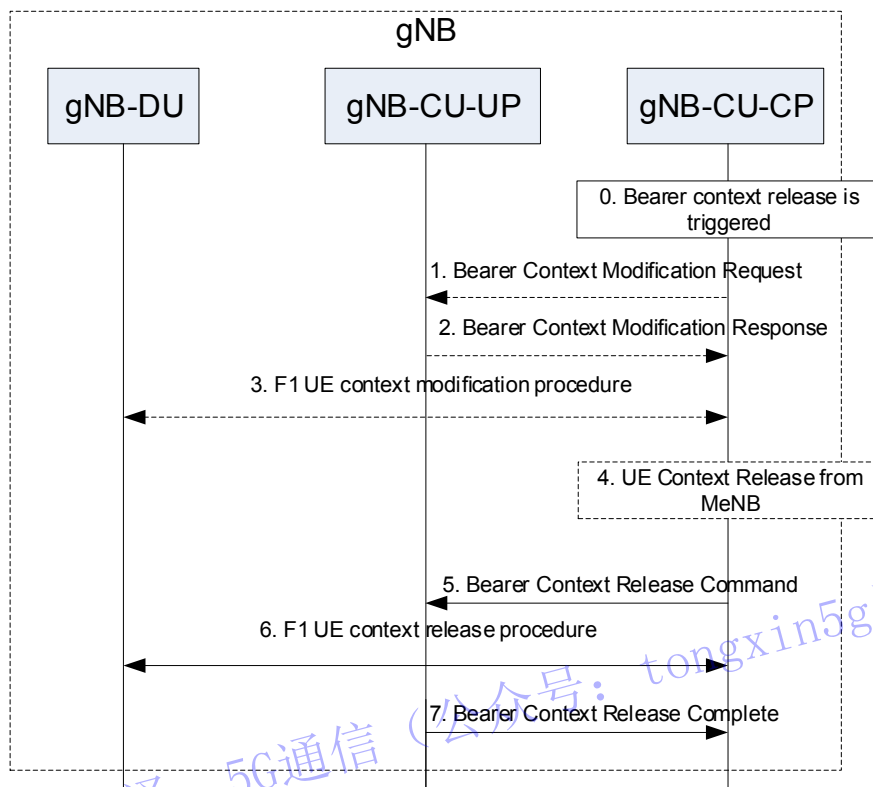 gNB
gNB-DU
gNB-CU-UP
gNB-CU-CP
0. Bearer context release is
triggered
1. Bearer Context Modification Request
2. Bearer Context Modification Response
3. F1 UE context modification procedure
4. UE Context Release from
MeNB
5. Bearer Context Release Command
6. F1 UE context release procedure
7. Bearer Context Release Complete
5G通信（公众号：tongxin5g